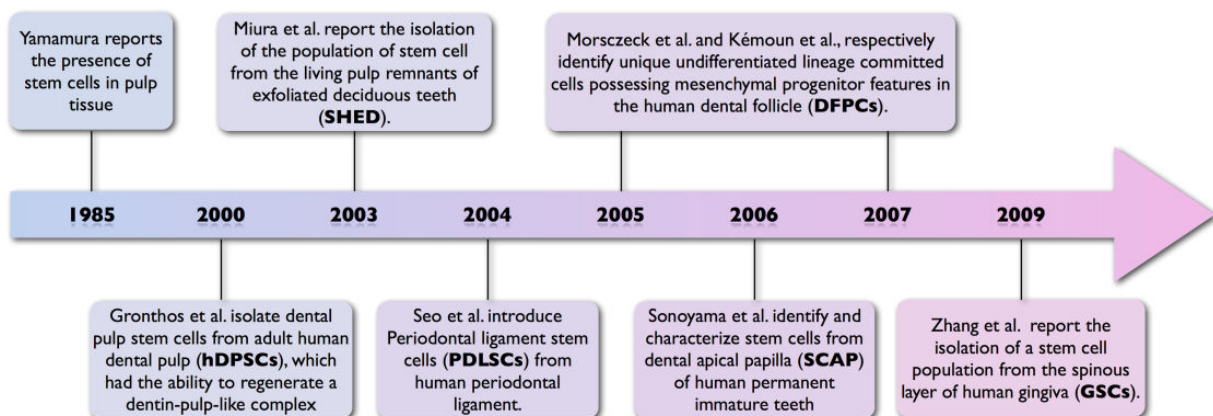 Yamamura reports
the presence of
stem cells in pulp
tissue
Miura et al. report the isolation
of the population of stem cell
from the living pulp remnants of
exfoliated deciduous teeth
(SHED).
Morsczeck et al. and Kémoun et al., respectively
identify unique undifferentiated lineage committed
cells possessing mesenchymal progenitor features in
the human dental follicle (DFPCs).
1985 2000 2003 2004 2005 2006 2007 2009
Gronthos et al. isolate dental
pulp stem cells from adult human
dental pulp (hDPSCs), which
had the ability to regenerate a
dentin-pulp-like complex
Seo et al. introduce
Periodontal ligament stem
cells (PDLSCs) from
human periodontal
ligament.
Sonoyama et al. identify and
characterize stem cells from
dental apical papilla (SCAP)
of human permanent
immature teeth
Zhang et al. report the
isolation of a stem cell
population from the spinous
layer of human gingiva (GSCs).